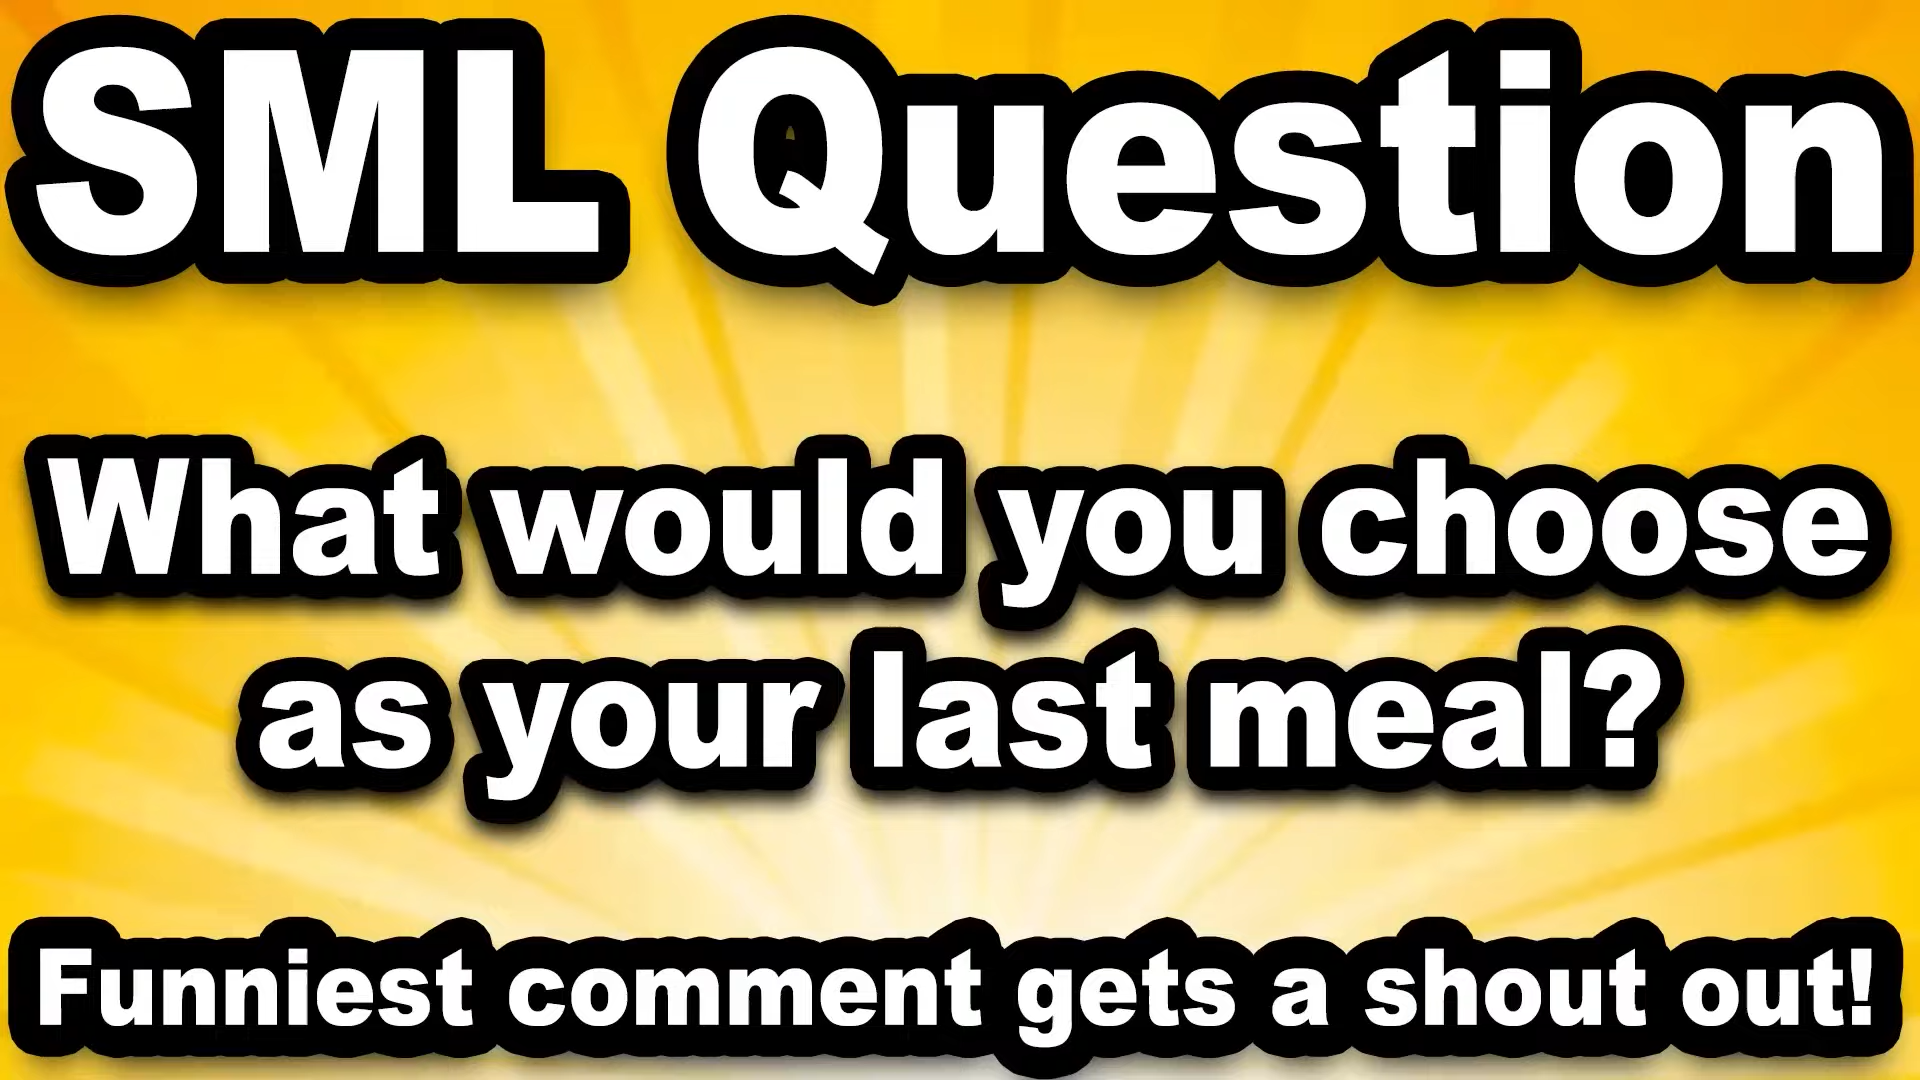 SML Question
What would you choose
as your last meal?
Funniest comment gets a shout out!